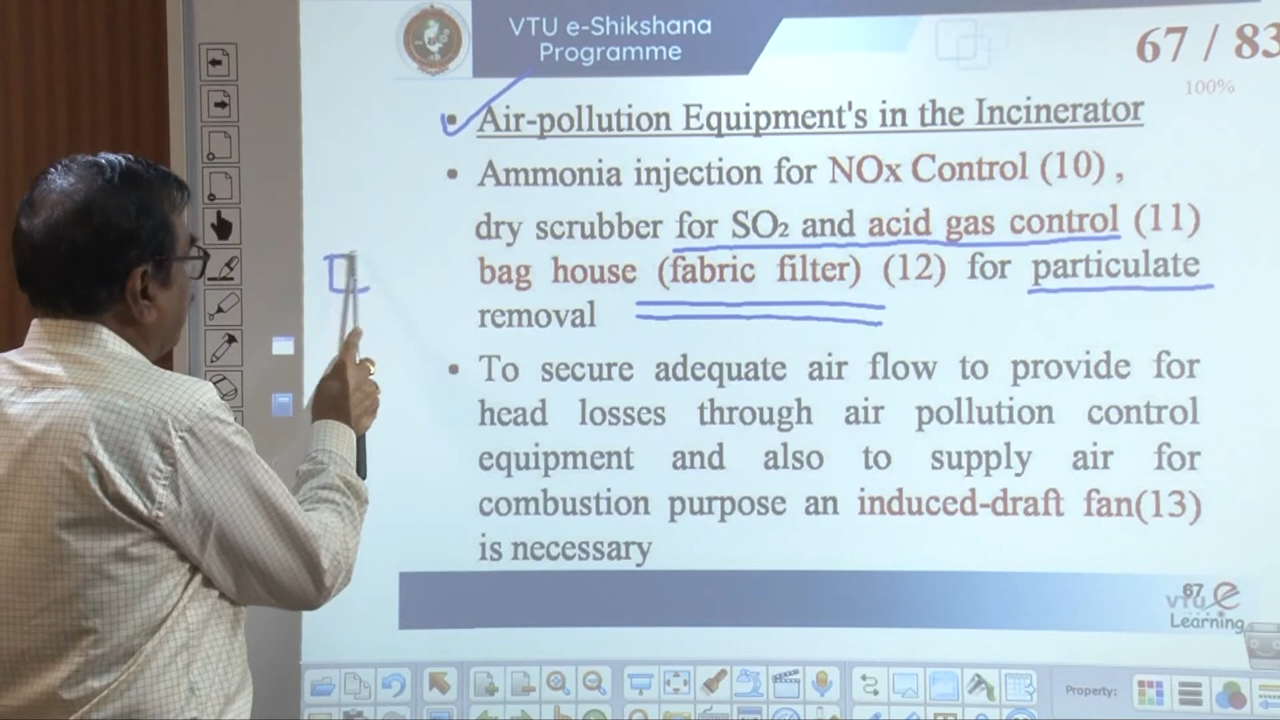 VTU e-Shikshana
Programme
67 / 83
100%
• Air-pollution Equipment's in the Incinerator
• Ammonia injection for NOx Control (10) ,
dry scrubber for SO₂ and acid gas control (11)
bag house (fabric filter) (12) for particulate
removal
• To secure adequate air flow to provide for
head losses through air pollution control
equipment and also to supply air for
combustion purpose an induced-draft fan(13)
is necessary
67
VTU e
Learning
Property: